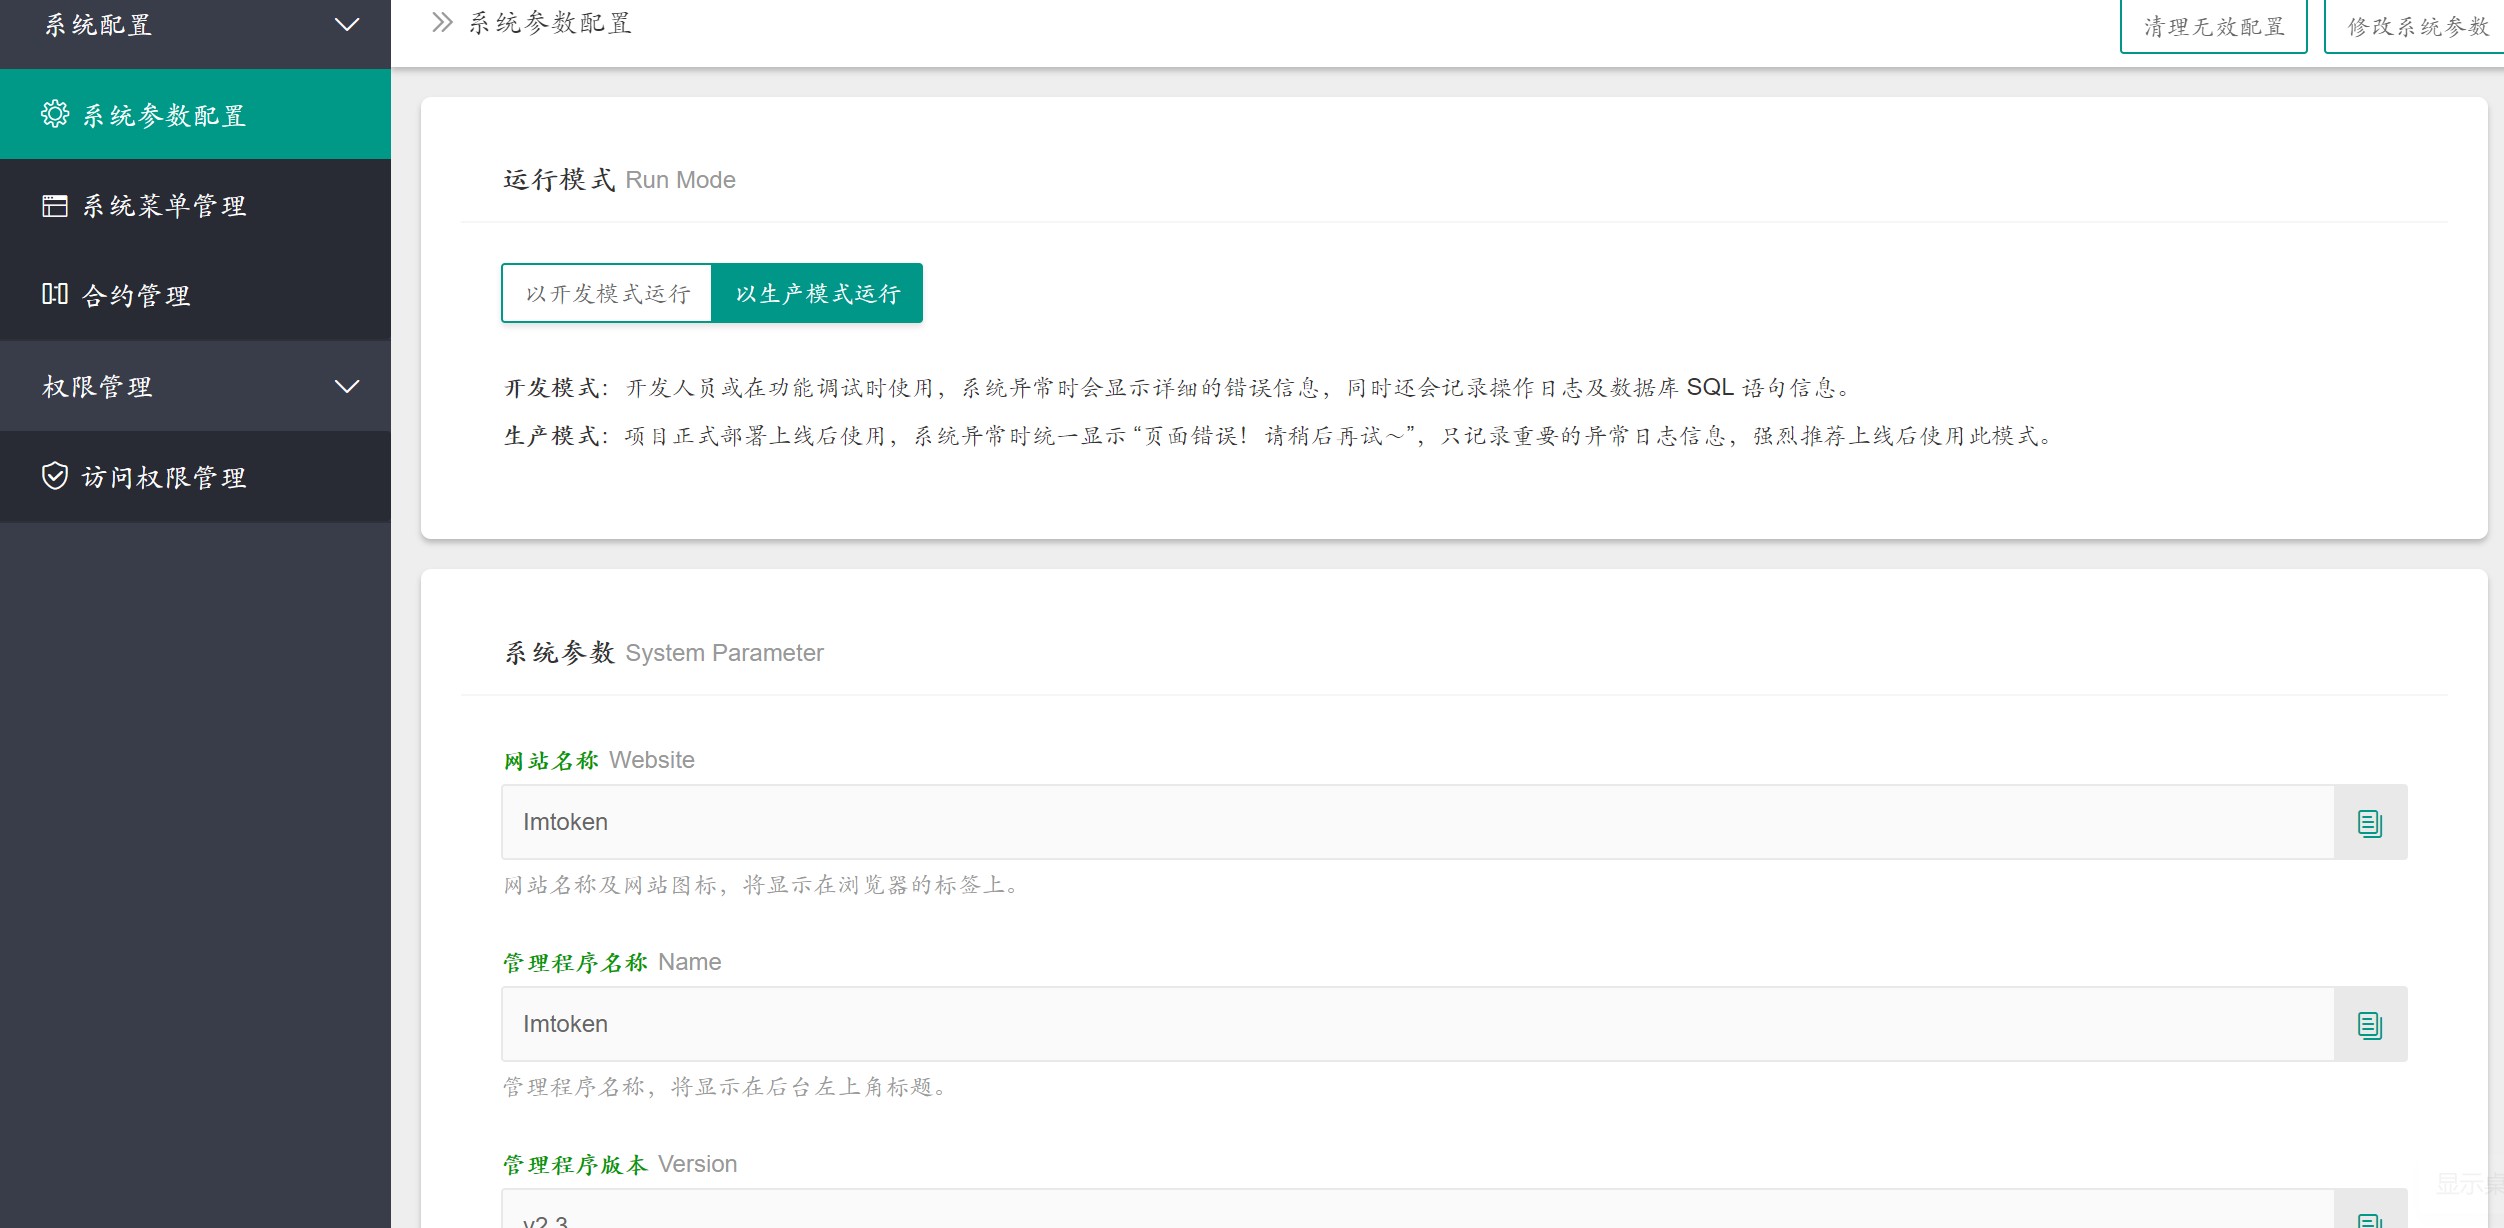 系统配置
系统参数配置
系统菜单管理
合约管理
权限管理
访问权限管理
系统参数配置
清理无效配置
修改系统参数
运行模式 Run Mode
以开发模式运行
以生产模式运行
开发模式：开发人员或在功能调试时使用，系统异常时会显示详细的错误信息，同时还会记录操作日志及数据库 SQL 语句信息。
生产模式：项目正式部署上线后使用，系统异常时统一显示 “页面错误！请稍后再试～”，只记录重要的异常日志信息，强烈推荐上线后使用此模式。
系统参数 System Parameter
网站名称 Website
Imtoken
网站名称及网站图标，将显示在浏览器的标签上。
管理程序名称 Name
Imtoken
管理程序名称，将显示在后台左上角标题。
管理程序版本 Version
v2.3
显示桌